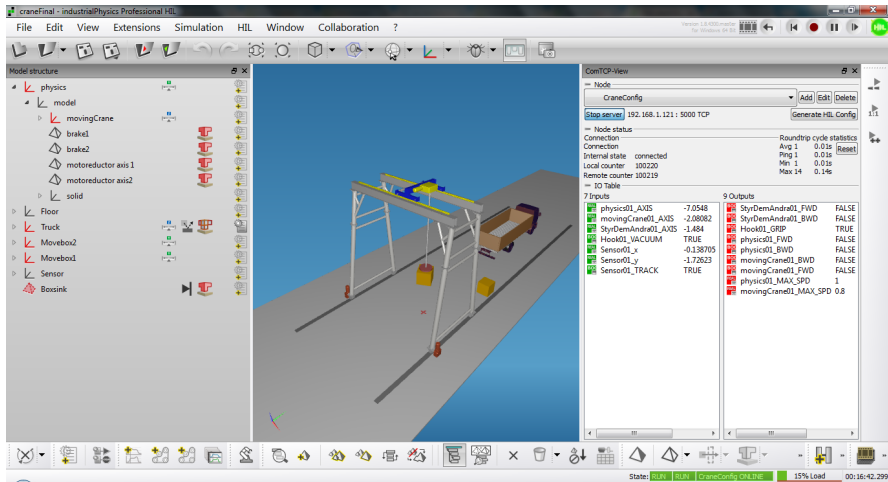 craneFinal - industrialPhysics Professional HIL
File Edit View Extensions Simulation HIL Window Collaboration ?
HIL
Model structure
physics
model
movingCrane
brake1
brake2
motoreductor axis 1
motoreductor axis2
solid
Floor
Truck
Movebox2
Movebox1
Sensor
Boxsink
ComTCP-View
Node
CraneConfig Add Edit Delete
Stop server 192.168.1.121 : 5000 TCP Generate HIL Config
Node status
Connection Roundtrip cycle statistics
Connection Avg 1 0.01s Reset
Internal state connected Ping 1 0.01s
Local counter 100220 Min 1 0.01s
Remote counter 100219 Max 14 0.14s
IO Table
7 Inputs 9 Outputs
physics01_AXIS -7.0548 StyrDemAndra01_FWD FALSE
movingCrane01_AXIS -2.08082 StyrDemAndra01_BWD FALSE
StyrDemAndra01_AXIS -1.484 Hook01_GRIP TRUE
Hook01_VACUUM TRUE physics01_FWD FALSE
Sensor01_x -0.138705 physics01_BWD FALSE
Sensor01_y -1.72623 movingCrane01_BWD FALSE
Sensor01_TRACK TRUE movingCrane01_FWD FALSE
physics01_MAX_SPD 1
movingCrane01_MAX_SPD 0.8
1:1
State: RUN RUN CraneConfig ONLINE 15% Load 00:16:42.299